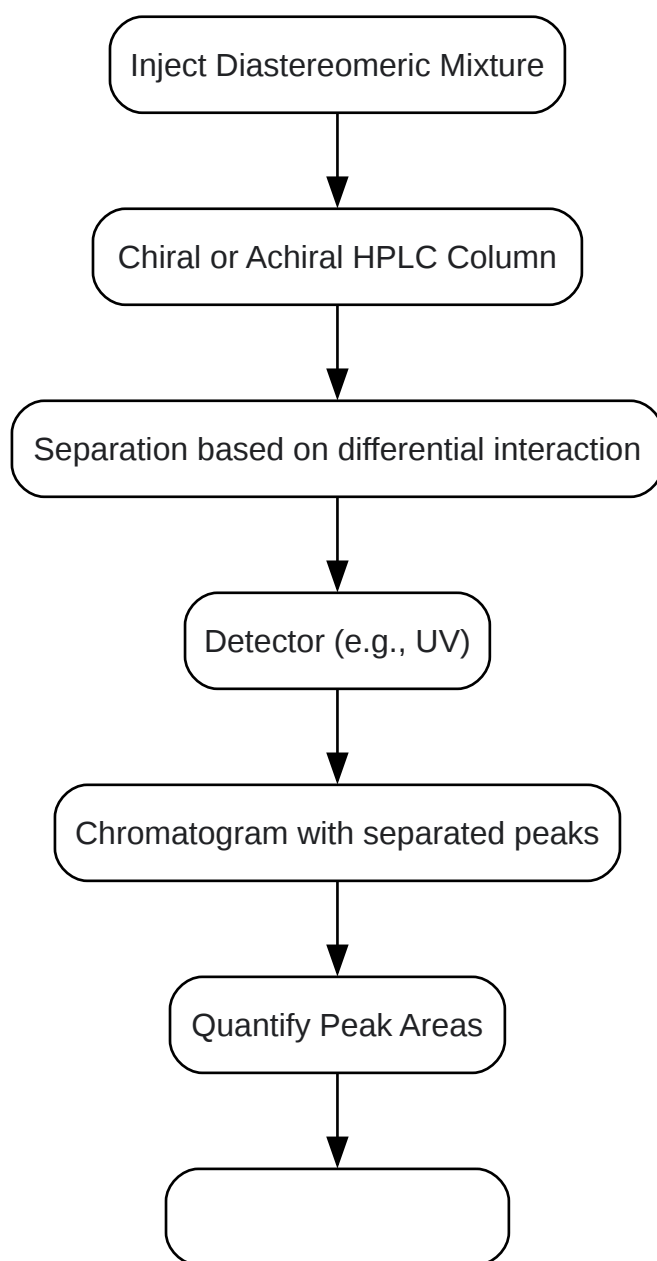 Inject Diastereomeric Mixture
Chiral or Achiral HPLC Column
Separation based on differential interaction
Detector (e.g., UV)
Chromatogram with separated peaks
Quantify Peak Areas